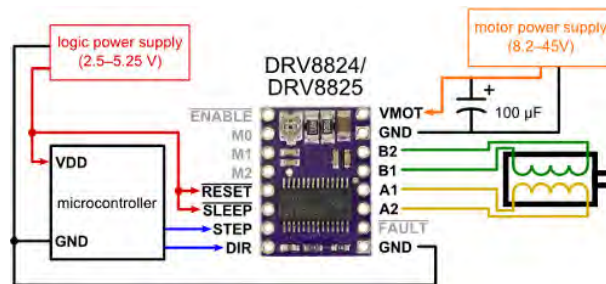 logic power supply
(2.5–5.25 V)
motor power supply
(8.2–45V)
DRV8824/
DRV8825
ENABLE
M0
M1
M2
RESET
SLEEP
STEP
DIR
VMOT
GND
B2
B1
A1
A2
FAULT
GND
+
100 µF
VDD
microcontroller
GND